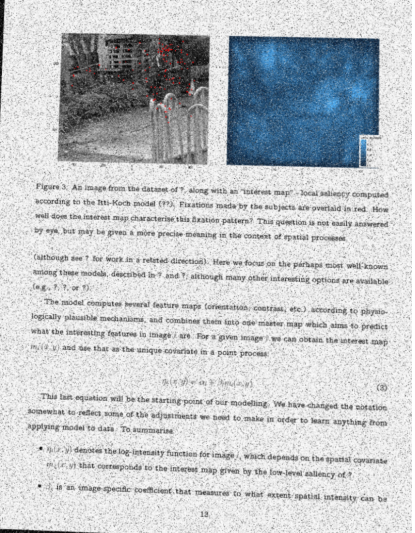 Figure 3: An image from the dataset of ?, along with an "interest map" - local saliency computed
according to the Itti-Koch model (??). Fixations made by the subjects are overlaid in red. How
well does the interest map characterise this fixation pattern? This question is not easily answered
by eye, but may be given a more precise meaning in the context of spatial processes.
(although see ? for work in a related direction). Here we focus on the perhaps most well-known
among these models, described in ? and ?, although many other interesting options are available
(e.g., ?, ?, or ?).
The model computes several feature maps (orientation, contrast, etc.) according to physio-
logically plausible mechanisms, and combines them into one master map which aims to predict
what the interesting features in image i are. For a given image i we can obtain the interest map
m_i(x, y) and use that as the unique covariate in a point process:
η_i(x, y) = α_i + β_i m_i(x, y)
(3)
This last equation will be the starting point of our modelling. We have changed the notation
somewhat to reflect some of the adjustments we need to make in order to learn anything from
applying model to data. To summarise:
• η_i(x, y) denotes the log-intensity function for image i, which depends on the spatial covariate
m_i(x, y) that corresponds to the interest map given by the low-level saliency of ?
• β_i is an image-specific coefficient that measures to what extent spatial intensity can be